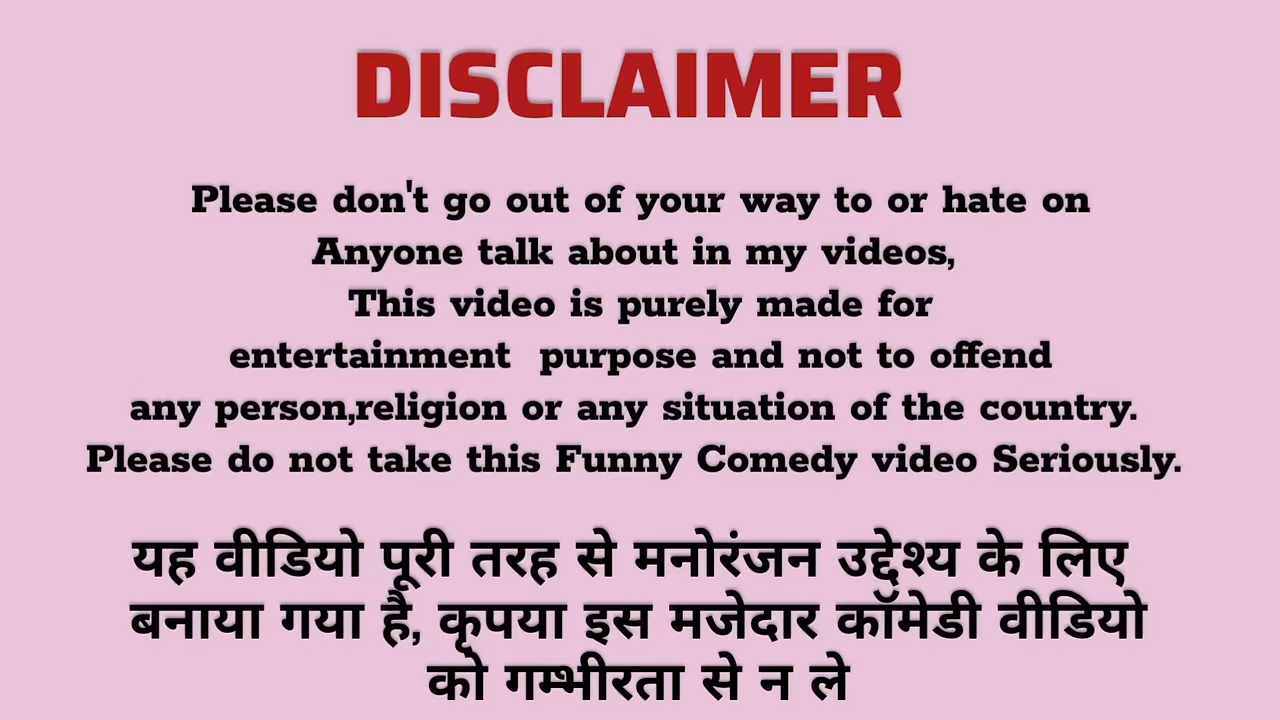 DISCLAIMER
Please don't go out of your way to or hate on
Anyone talk about in my videos,
This video is purely made for
entertainment  purpose and not to offend
any person,religion or any situation of the country.
Please do not take this Funny Comedy video Seriously.
यह वीडियो पूरी तरह से मनोरंजन उद्देश्य के लिए
बनाया गया है, कृपया इस मजेदार कॉमेडी वीडियो
को गम्भीरता से न ले